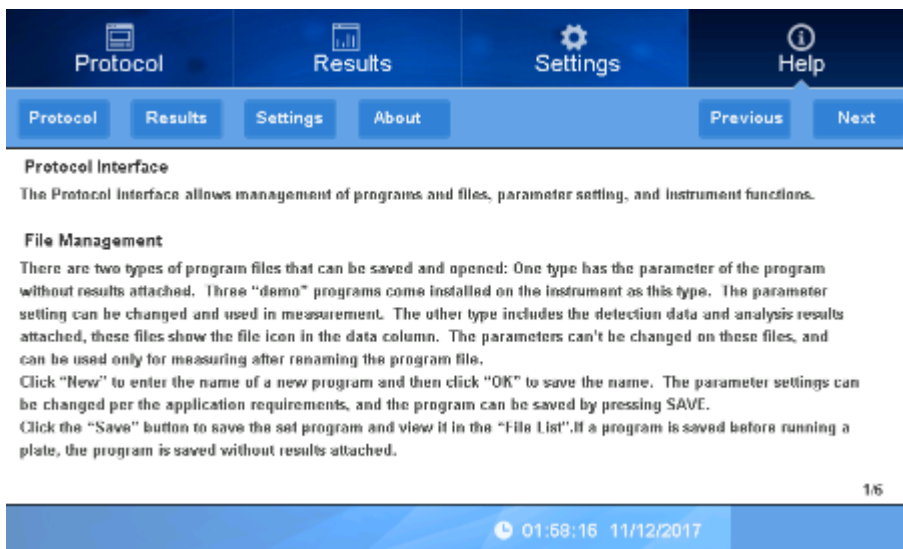 Protocol Results Settings Help
Protocol Results Settings About Previous Next
Protocol Interface
The Protocol Interface allows management of programs and files, parameter setting, and instrument functions.
File Management
There are two types of program files that can be saved and opened: One type has the parameter of the program
without results attached. Three “demo” programs come installed on the instrument as this type. The parameter
setting can be changed and used in measurement. The other type includes the detection data and analysis results
attached, these files show the file icon in the data column. The parameters can't be changed on these files, and
can be used only for measuring after renaming the program file.
Click “New” to enter the name of a new program and then click “OK” to save the name. The parameter settings can
be changed per the application requirements, and the program can be saved by pressing SAVE.
Click the “Save” button to save the set program and view it in the “File List”.If a program is saved before running a
plate, the program is saved without results attached.
1/6
01:58:16 11/12/2017